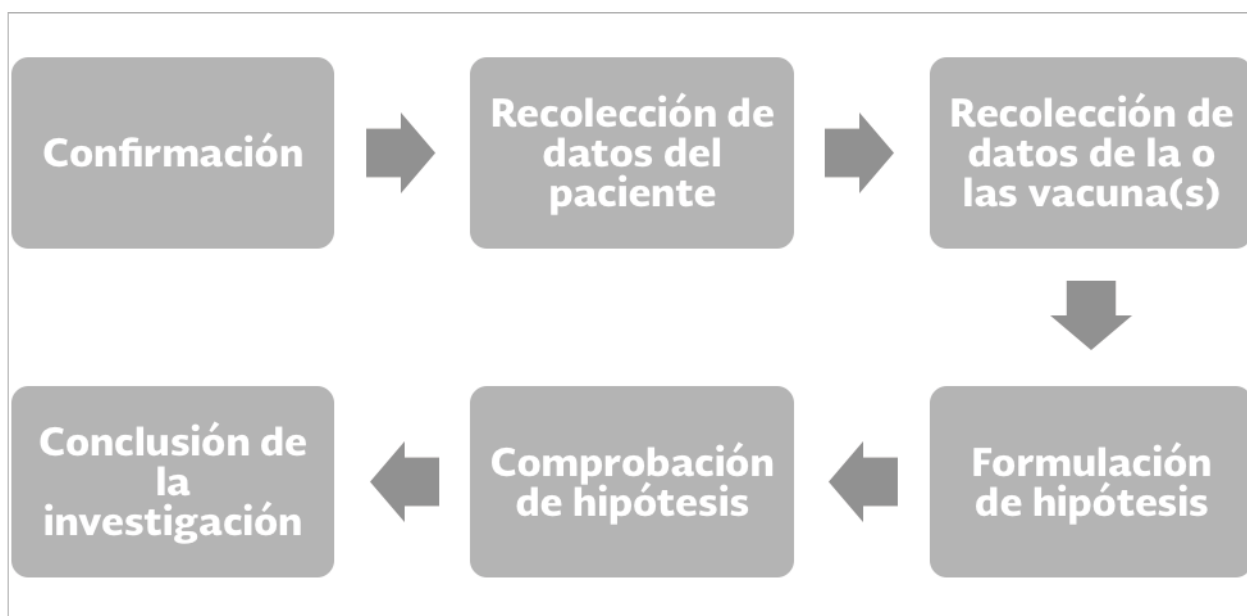 Confirmación
Recolección de
datos del
paciente
Recolección de
datos de la o
las vacuna(s)
Formulación
de hipótesis
Comprobación
de hipótesis
Conclusión de
la
investigación